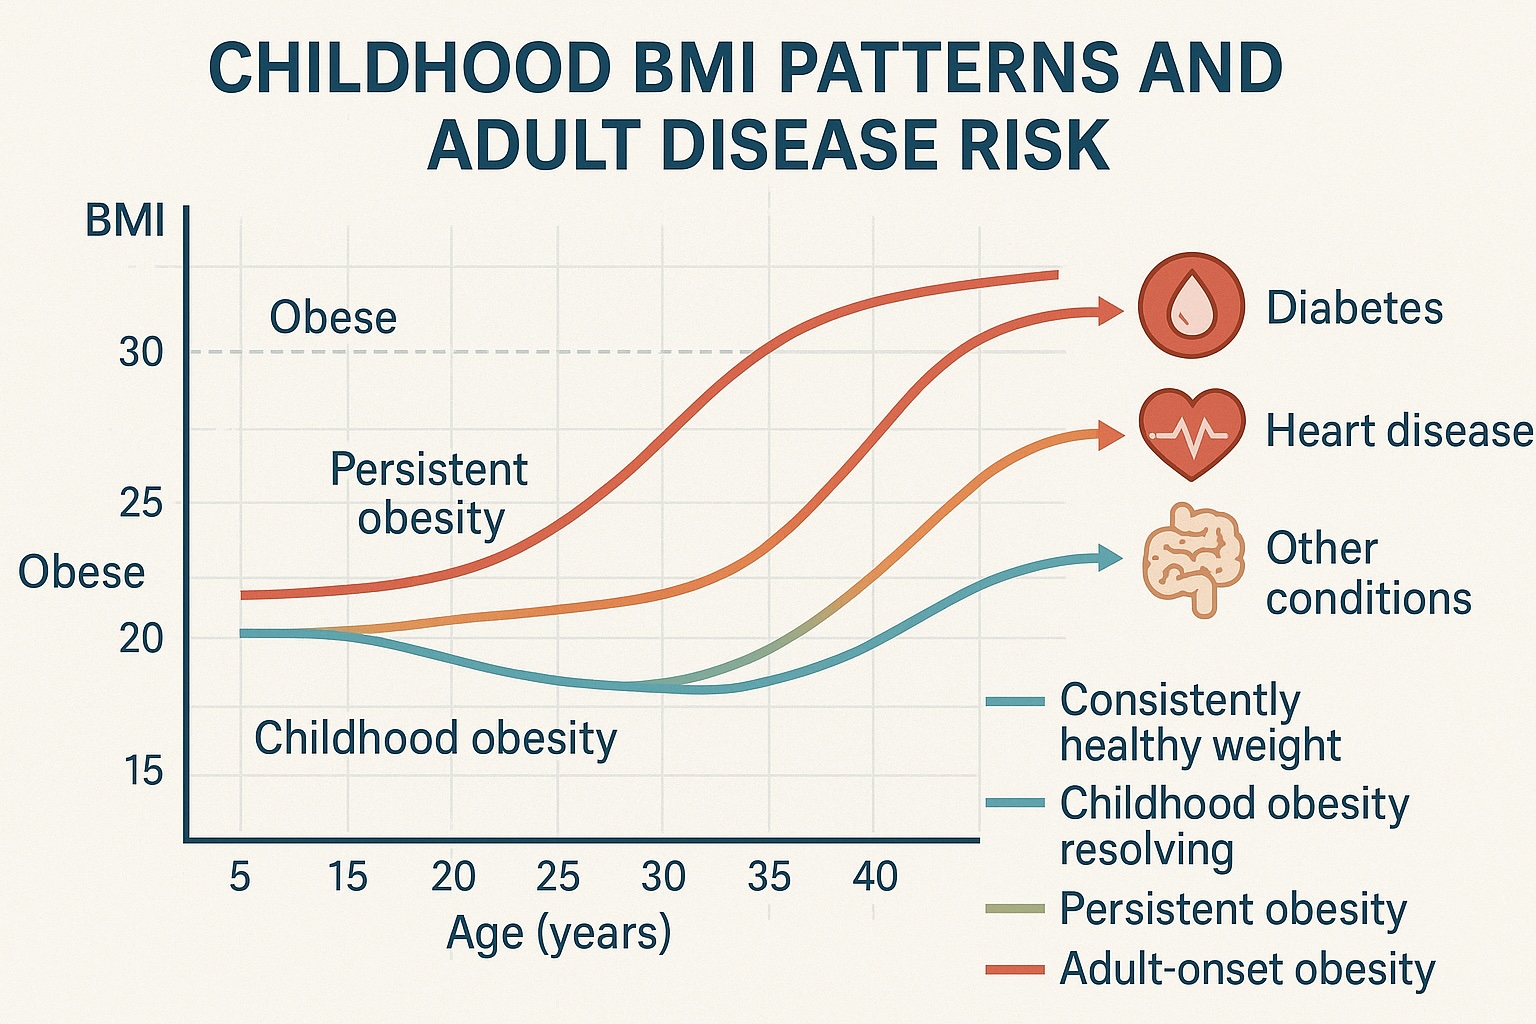 CHILDHOOD BMI PATTERNS AND
ADULT DISEASE RISK
BMI
Obese
30
Persistent
obesity
25
Obese
20
Childhood obesity
15
5 15 20 25 30 35 40
Age (years)
Diabetes
Heart disease
Other
conditions
Consistently
healthy weight
Childhood obesity
resolving
Persistent obesity
Adult-onset obesity